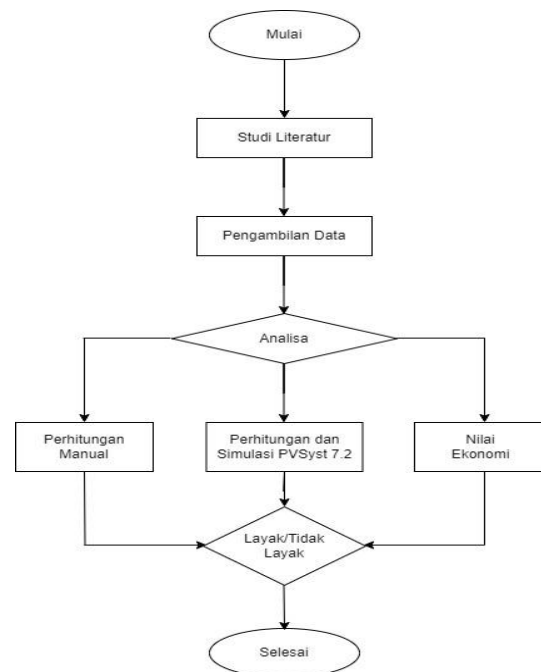 Mulai
Studi Literatur
Pengambilan Data
Analisa
Perhitungan
Manual
Perhitungan dan
Simulasi PVSyst 7.2
Nilai
Ekonomi
Layak/Tidak
Layak
Selesai